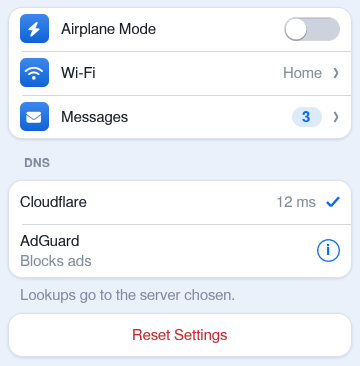 Airplane Mode
Wi-Fi Home
Messages 3
DNS
Cloudflare 12 ms
AdGuard
Blocks ads
Lookups go to the server chosen.
Reset Settings